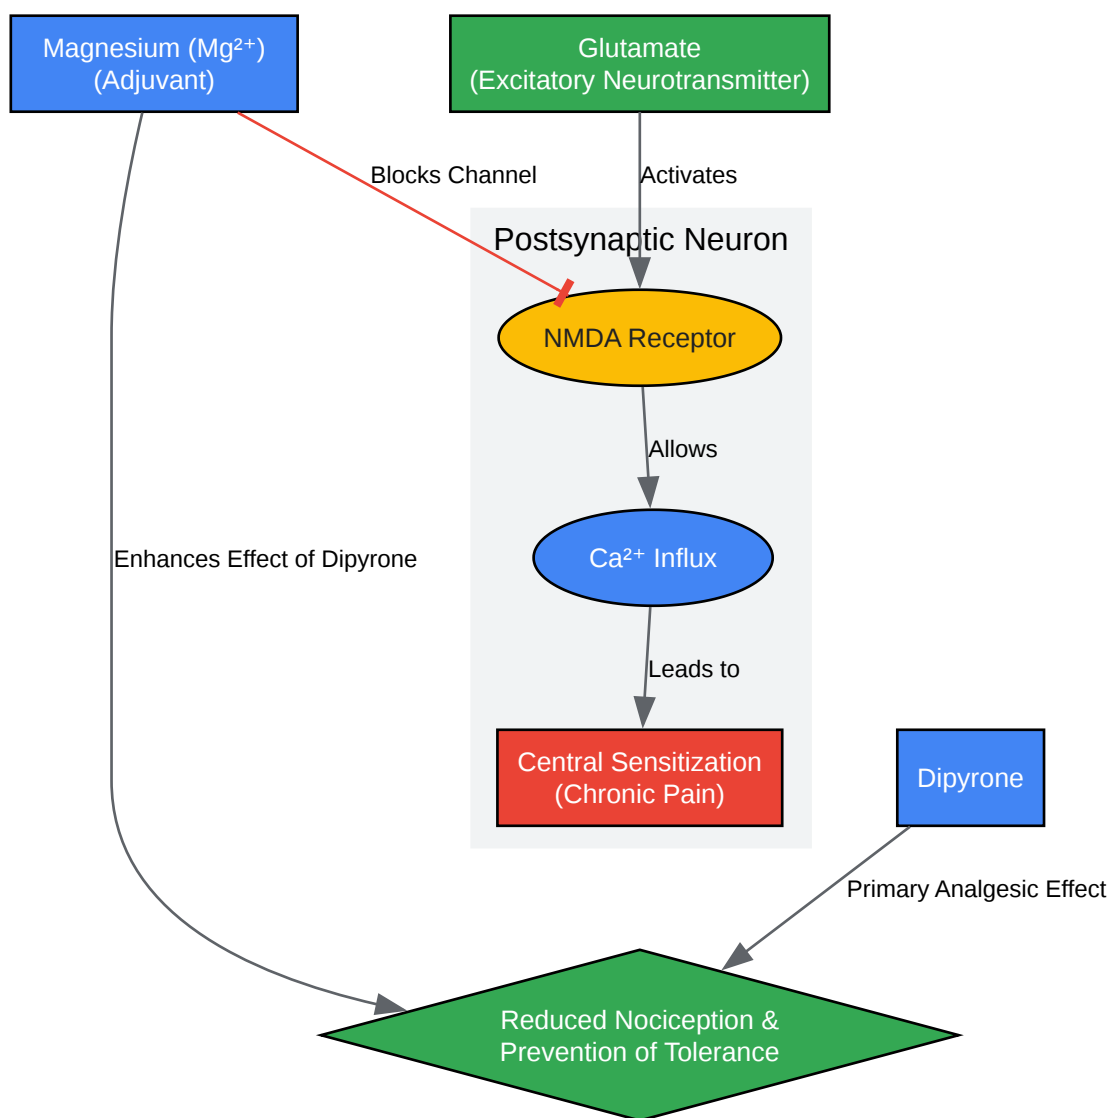 Magnesium (Mg²⁺)
(Adjuvant)
Glutamate
(Excitatory Neurotransmitter)
Blocks Channel
Activates
Postsynaptic Neuron
NMDA Receptor
Allows
Enhances Effect of Dipyrone
Ca²⁺ Influx
Leads to
Central Sensitization
(Chronic Pain)
Dipyrone
Primary Analgesic Effect
Reduced Nociception &
Prevention of Tolerance